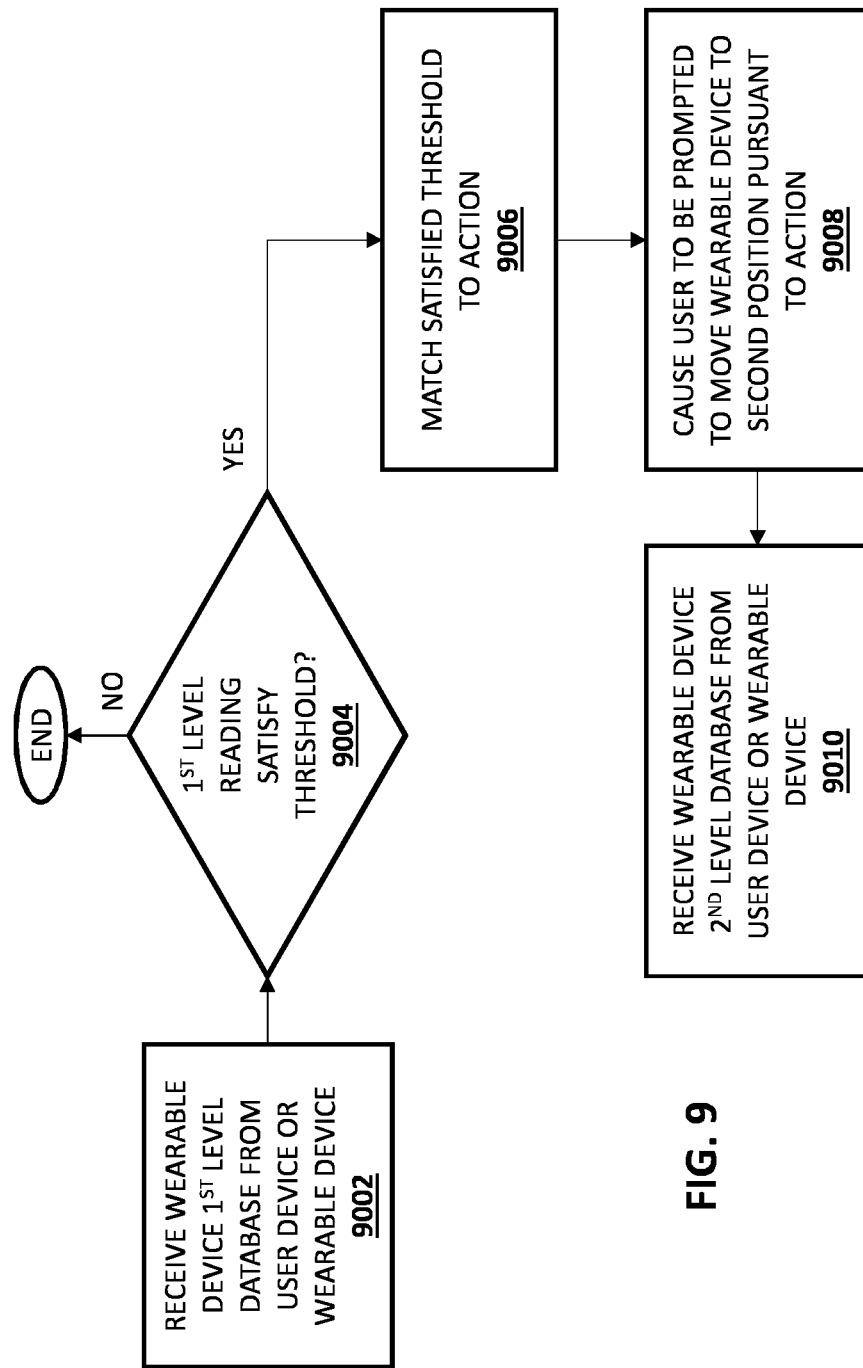 RECEIVE WEARABLE
DEVICE 1ST LEVEL
DATABASE FROM
USER DEVICE OR
WEARABLE DEVICE
9002
1ST LEVEL
READING
SATISFY
THRESHOLD?
9004
NO
END
YES
MATCH SATISFIED THRESHOLD
TO ACTION
9006
CAUSE USER TO BE PROMPTED
TO MOVE WEARABLE DEVICE TO
SECOND POSITION PURSUANT
TO ACTION
9008
RECEIVE WEARABLE DEVICE
2ND LEVEL DATABASE FROM
USER DEVICE OR WEARABLE
DEVICE
9010
FIG. 9